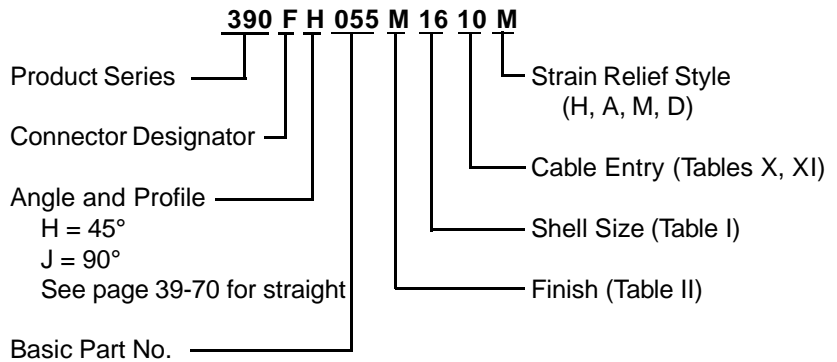 390 F H 055 M 16 10 M
Product Series
Connector Designator
Angle and Profile
H = 45°
J = 90°
See page 39-70 for straight
Basic Part No.
Strain Relief Style
(H, A, M, D)
Cable Entry (Tables X, XI)
Shell Size (Table I)
Finish (Table II)